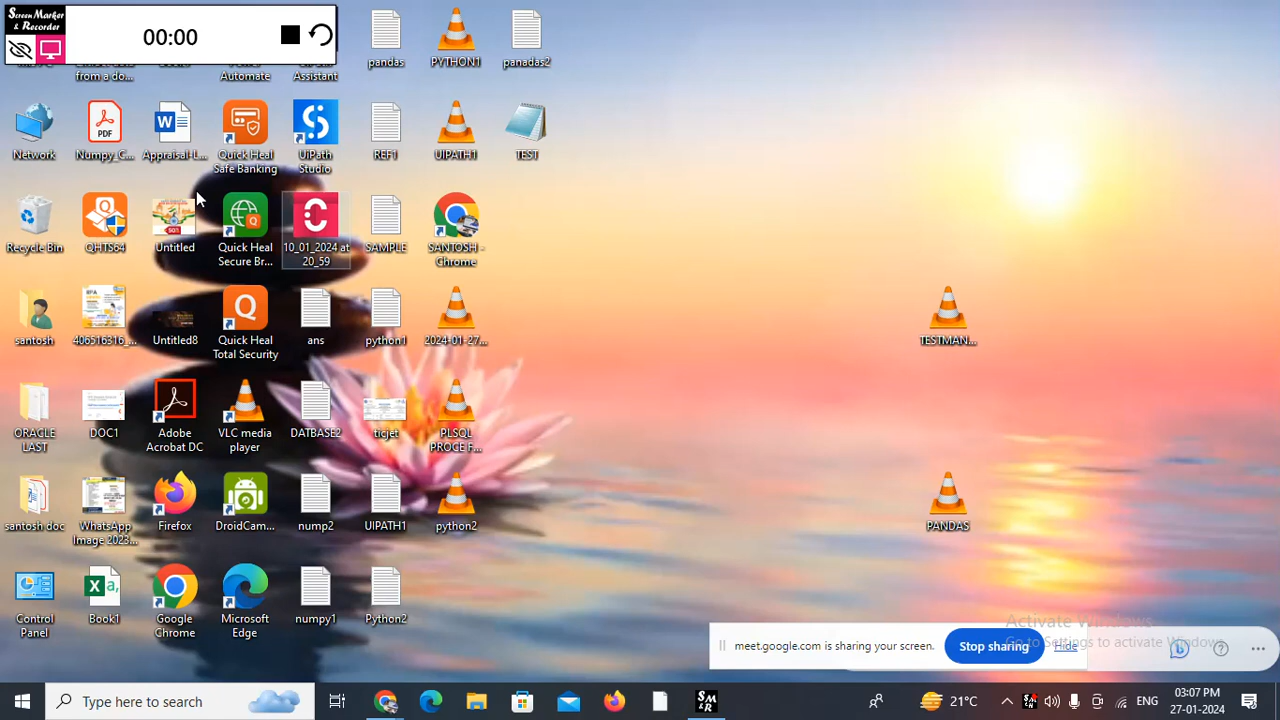 Screen Marker
& Recorder
00:00
from a do...
Automate
Assistant
pandas
PYTHON1
panadas2
Network
PDF
Numpy_C...
Appraisal-L...
Quick Heal
Safe Banking
UiPath
Studio
REF1
UIPATH1
TEST
Recycle Bin
QHTS64
Untitled
Quick Heal
Secure Br...
10_01_2024 at
20_59
SAMPLE
SANTOSH -
Chrome
santosh
406516316_...
Untitled8
Quick Heal
Total Security
ans
python1
2024-01-27...
TESTMAN...
ORACLE
LAST
DOC1
Adobe
Acrobat DC
VLC media
player
DATBASE2
ticjet
PLSQL
PROCE F...
santosh doc
WhatsApp
Image 2023...
Firefox
DroidCam...
nump2
UIPATH1
python2
PANDAS
Control
Panel
Book1
Google
Chrome
Microsoft
Edge
numpy1
Python2
Activate Windows
Go to Settings to activate Windows.
meet.google.com is sharing your screen.
Stop sharing
Hide
Type here to search
S M
& R
21°C
ENG
03:07 PM
27-01-2024